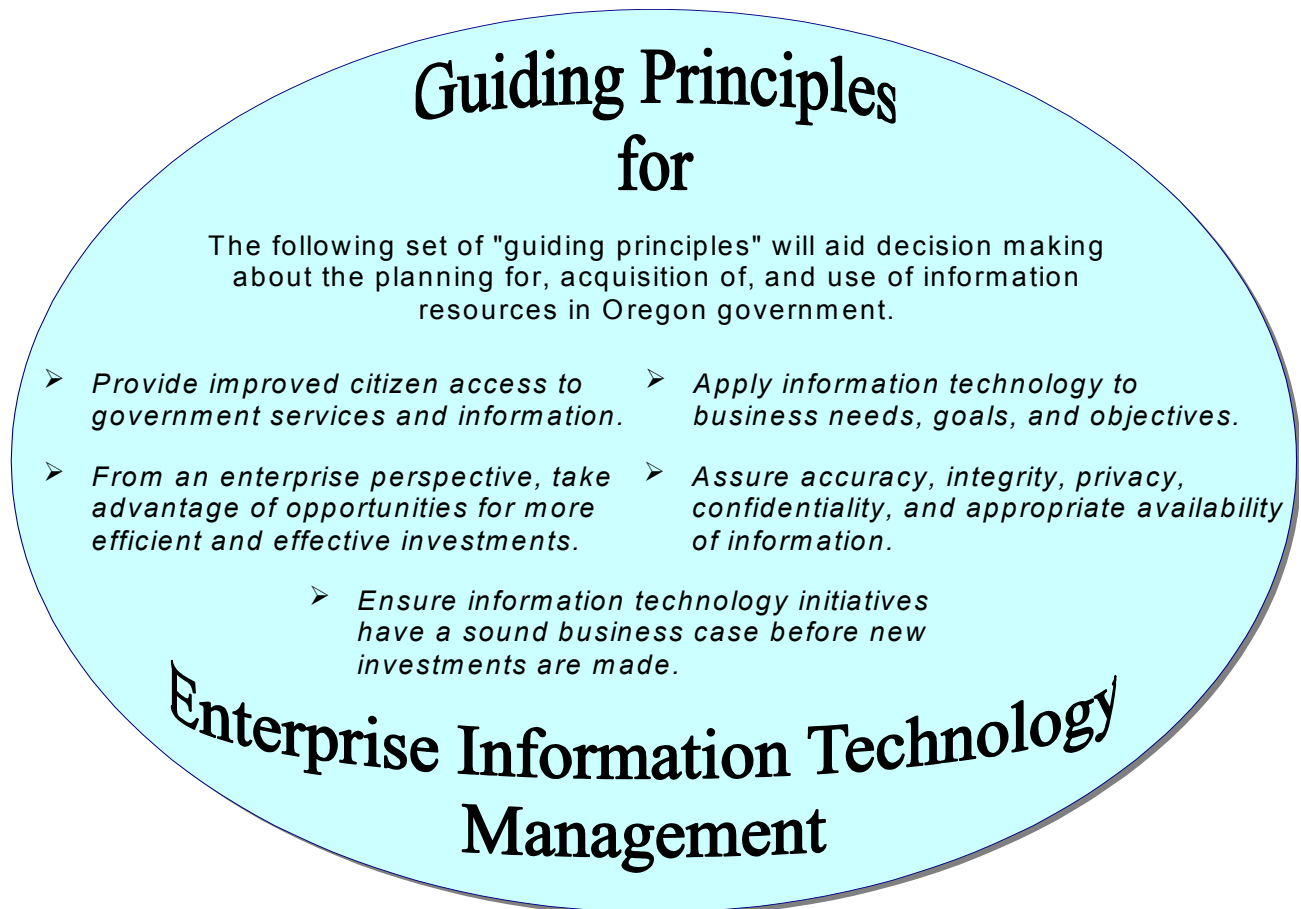 Guiding Principles
for
The following set of "guiding principles" will aid decision making
about the planning for, acquisition of, and use of information
resources in Oregon government.
➢ Provide improved citizen access to
government services and information.
➢ Apply information technology to
business needs, goals, and objectives.
➢ From an enterprise perspective, take
advantage of opportunities for more
efficient and effective investments.
➢ Assure accuracy, integrity, privacy,
confidentiality, and appropriate availability
of information.
➢ Ensure information technology initiatives
have a sound business case before new
investments are made.
Enterprise Information Technology
Management